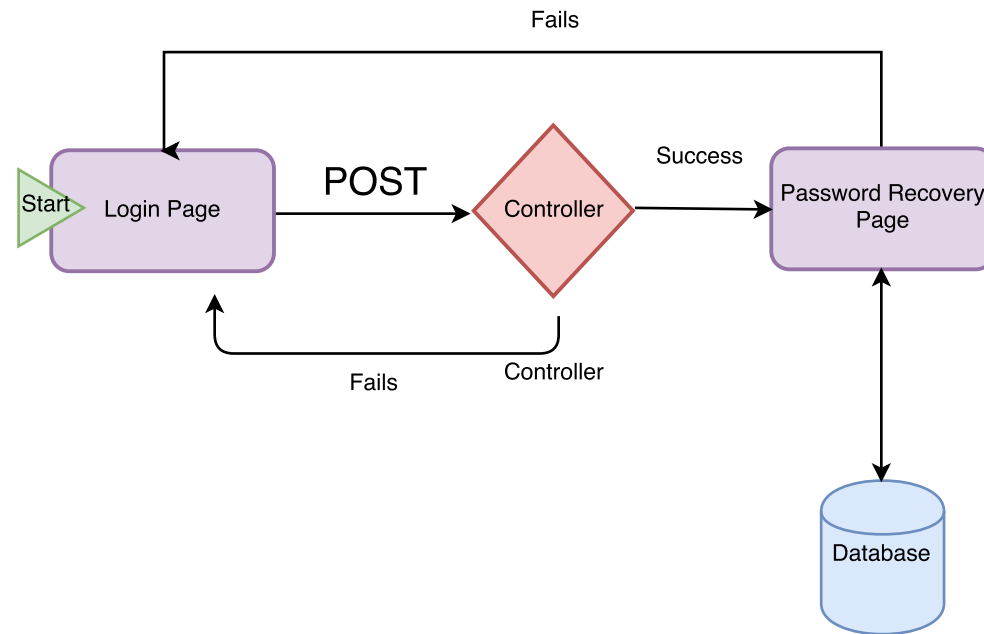 Fails
Start
Login Page
POST
Controller
Success
Password Recovery
Page
Fails
Controller
Database